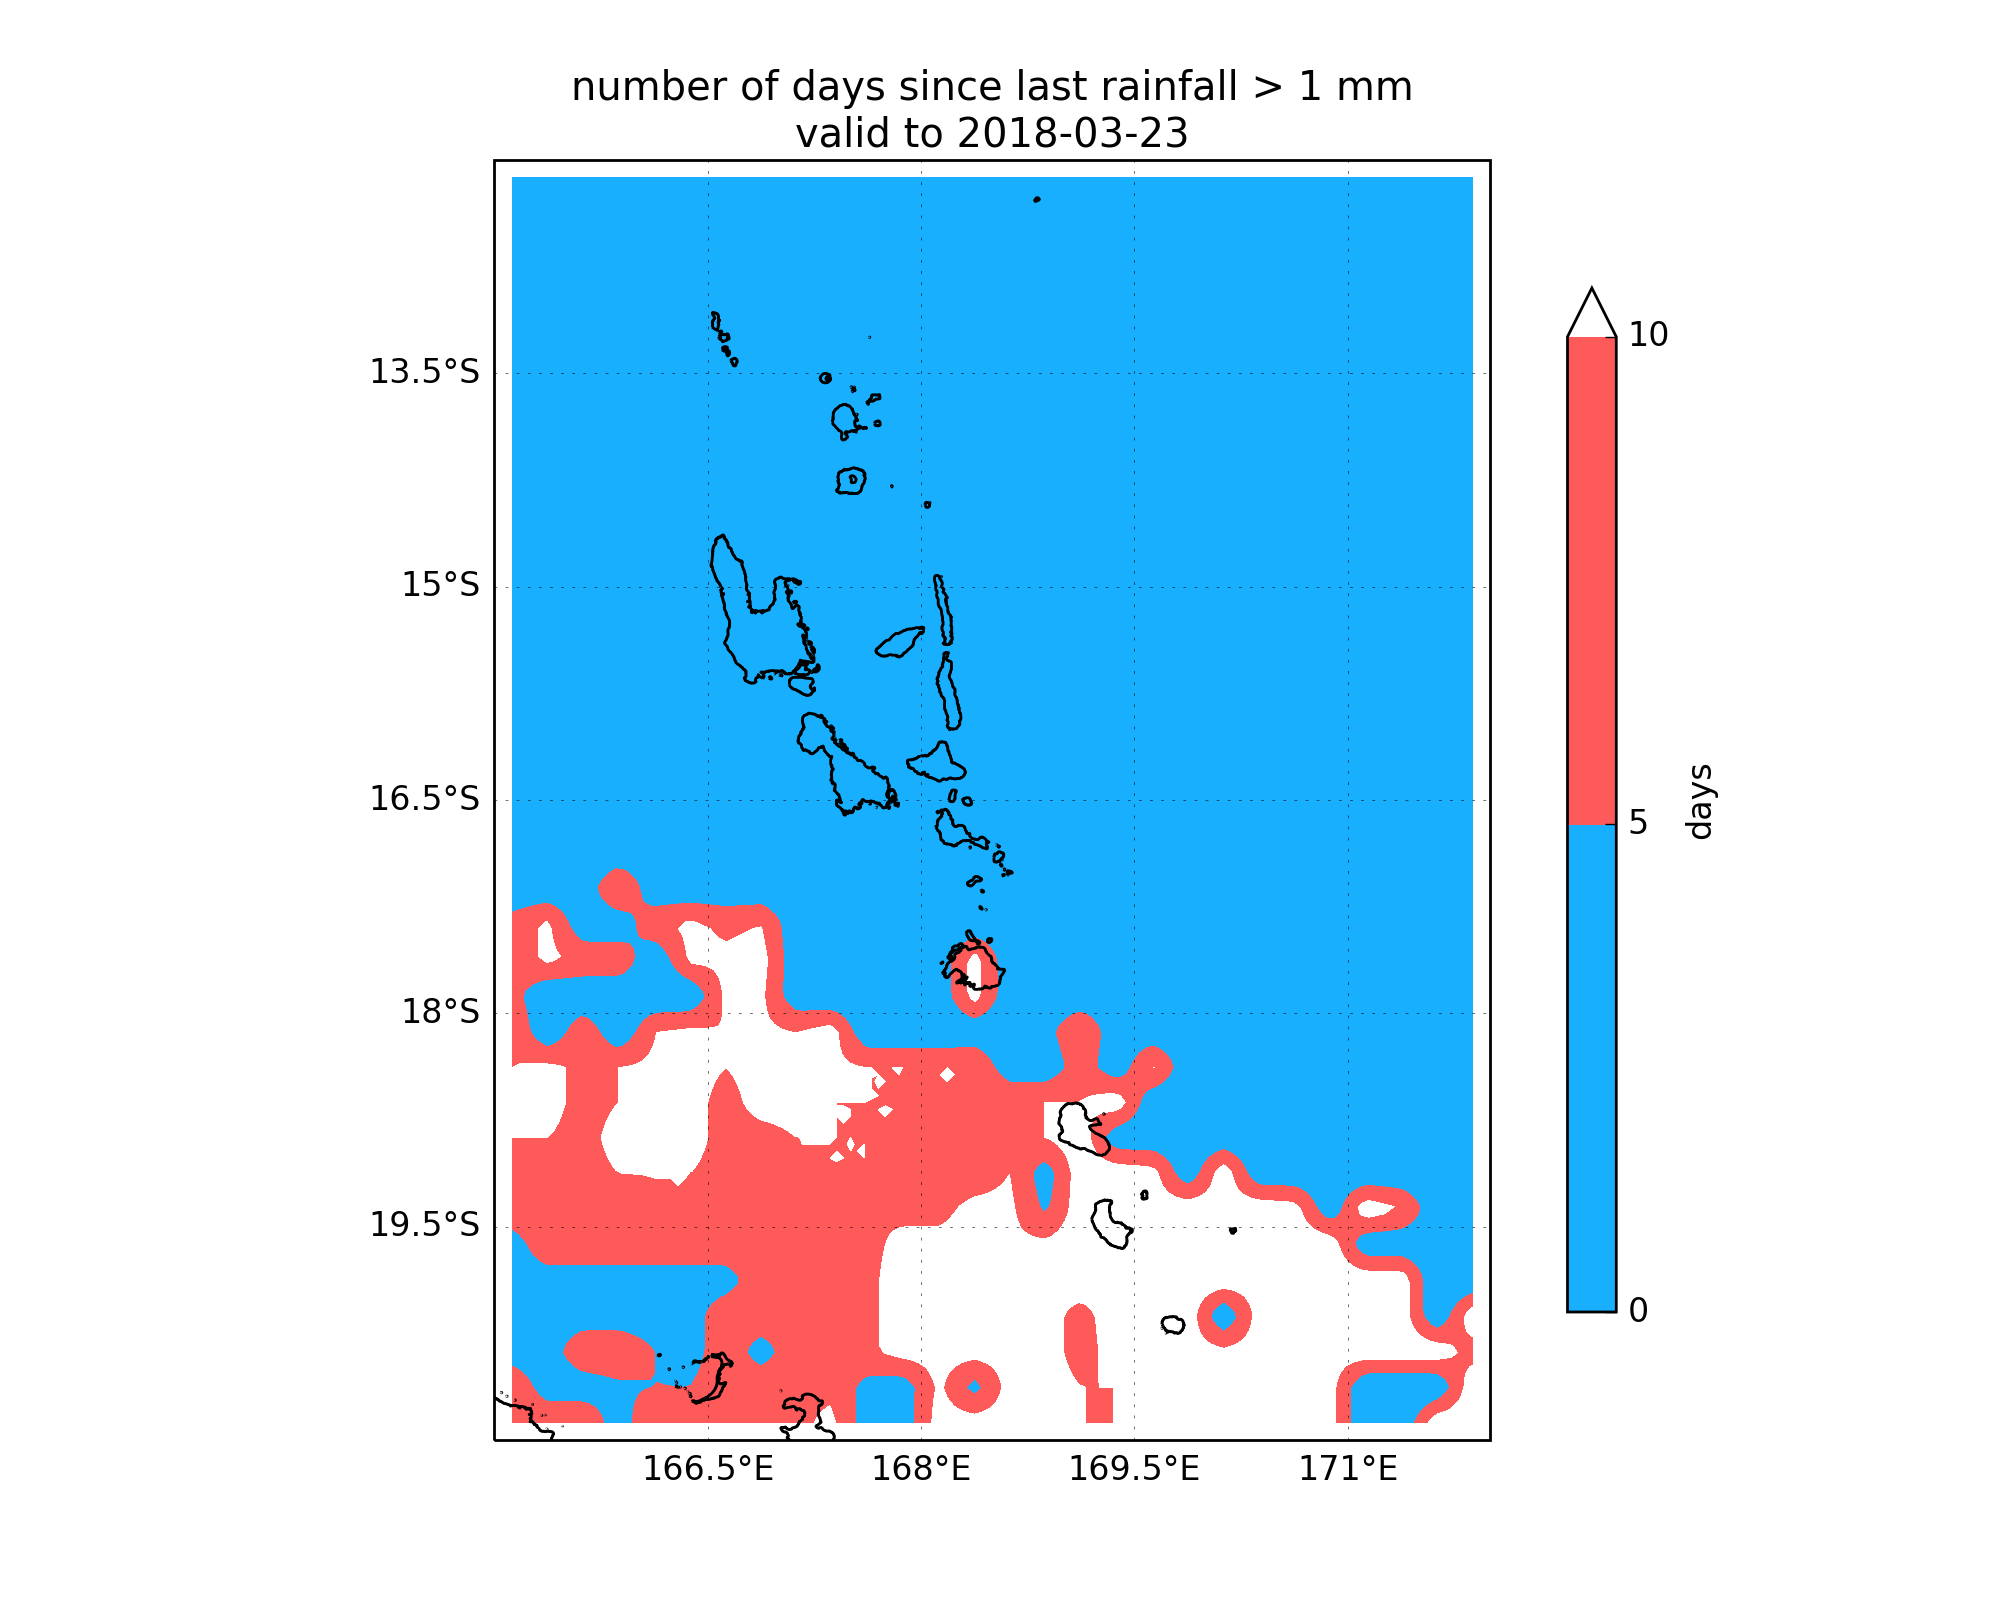 number of days since last rainfall > 1 mm
valid to 2018-03-23
13.5°S
15°S
16.5°S
18°S
19.5°S
166.5°E
168°E
169.5°E
171°E
10
5
0
days